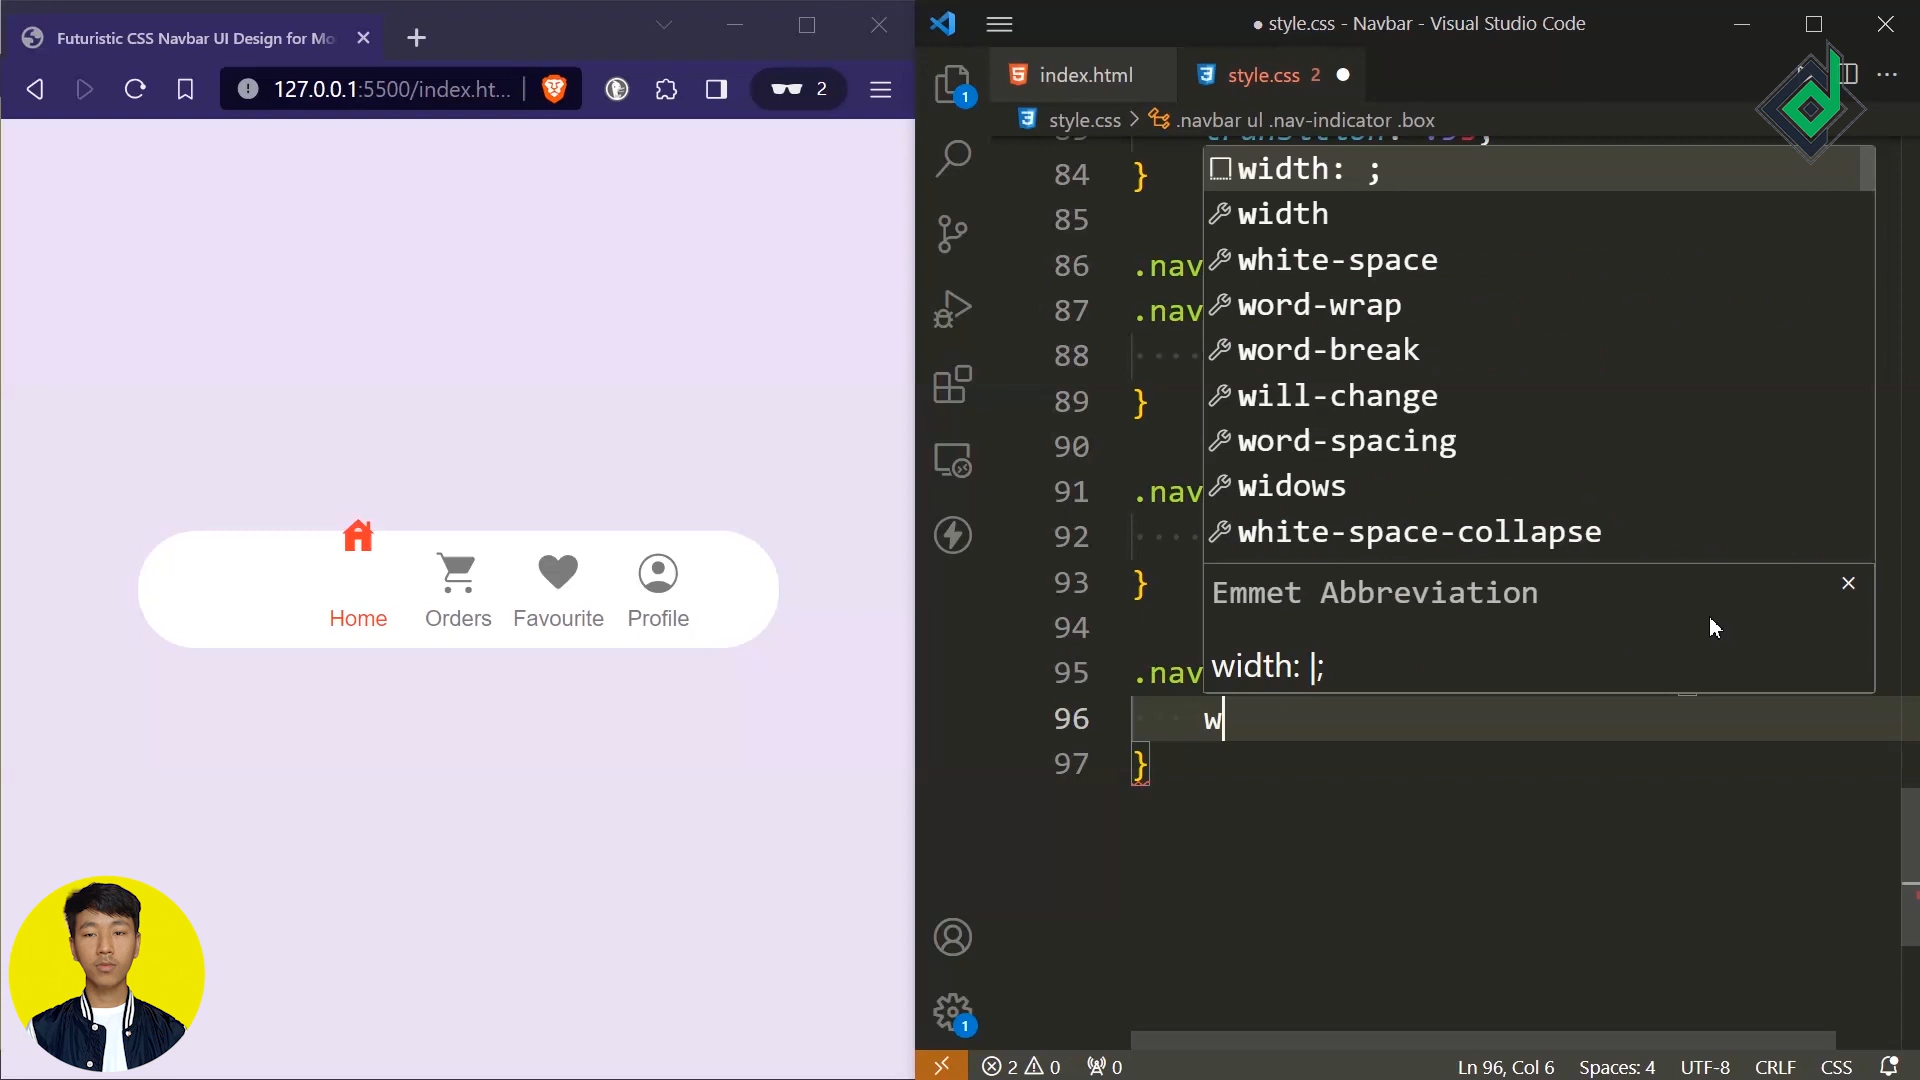 Futuristic CSS Navbar UI Design for Mo
127.0.0.1:5500/index.ht...
2
Home
Orders
Favourite
Profile
● style.css - Navbar - Visual Studio Code
index.html
style.css 2
style.css > .navbar ul .nav-indicator .box
1
84 }
85
86 .nav
87 .nav
88
89 }
90
91 .nav
92
93 }
94
95 .nav
96 w
97 }
width: ;
width
white-space
word-wrap
word-break
will-change
word-spacing
widows
white-space-collapse
Emmet Abbreviation
width: |;
1
2 0 0
Ln 96, Col 6
Spaces: 4
UTF-8
CRLF
CSS